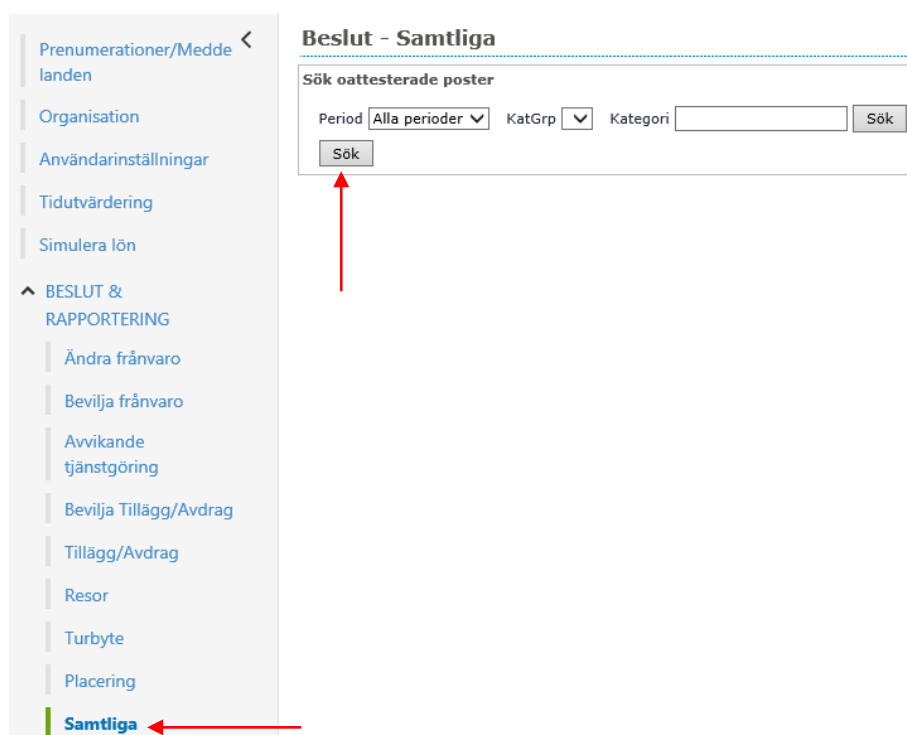 Prenumerationer/Medde
landen
Organisation
Användarinställningar
Tidutvärdering
Simulera lön
BESLUT &
RAPPORTERING
Ändra frånvaro
Bevilja frånvaro
Avvikande
tjänstgöring
Bevilja Tillägg/Avdrag
Tillägg/Avdrag
Resor
Turbyte
Placering
Samtliga
Beslut - Samtliga
Sök oattesterade poster
Period Alla perioder KatGrp Kategori Sök
Sök